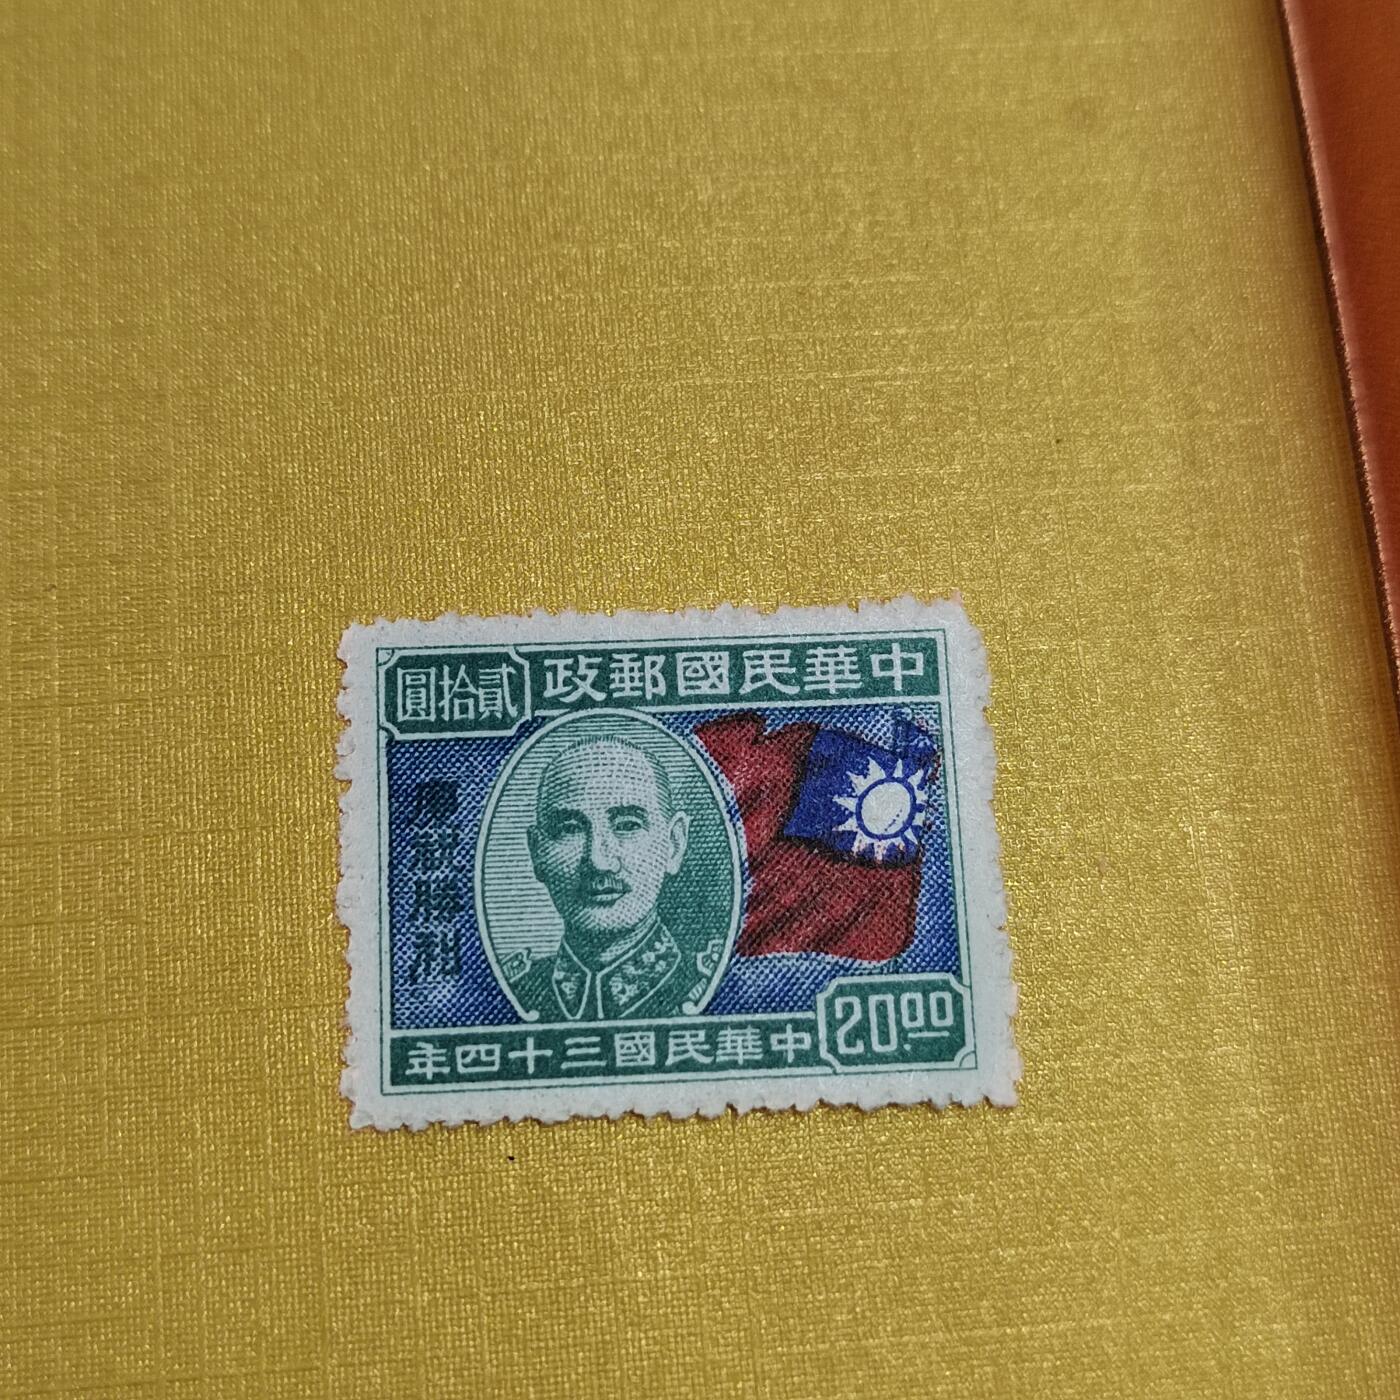 中華民國郵政
貳拾圓
慶祝勝利
20.00
中華民國三十四年